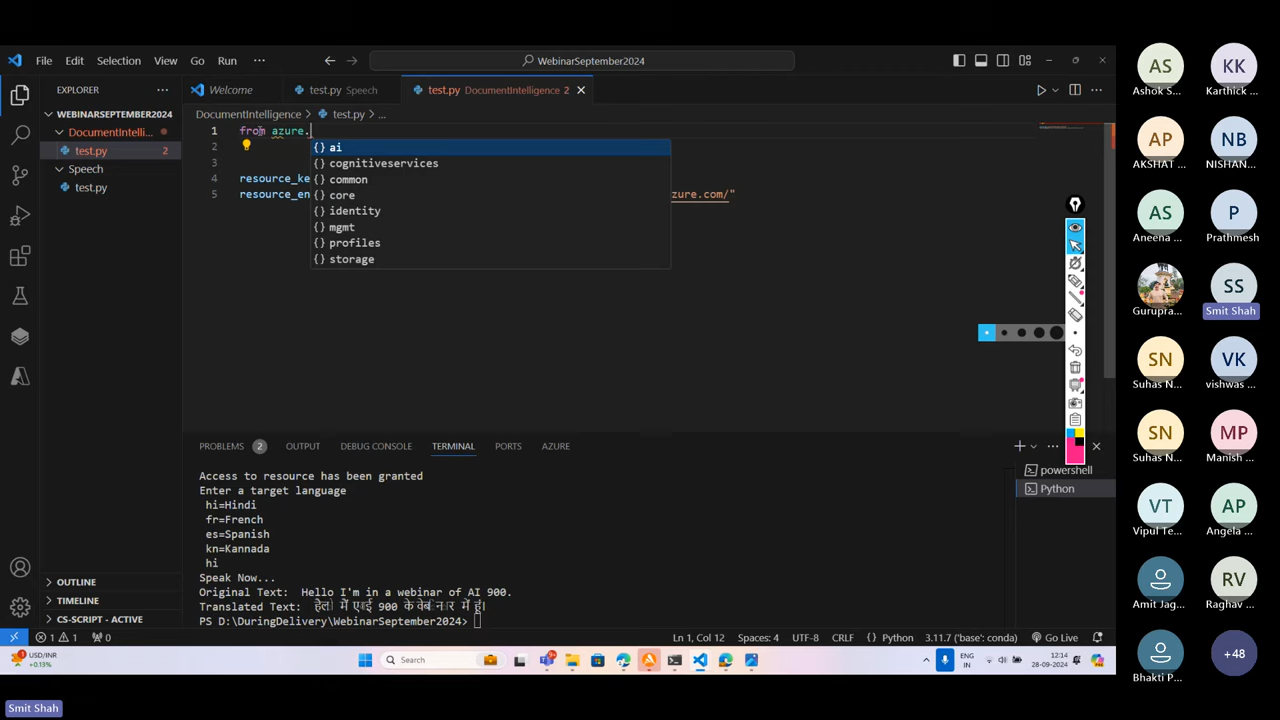 File Edit Selection View Go Run ··· WebinarSeptember2024
EXPLORER ···
WEBINARSEPTEMBER2024
DocumentIntelli...
test.py 2
Speech
test.py
OUTLINE
TIMELINE
CS-SCRIPT - ACTIVE
Welcome test.py Speech test.py DocumentIntelligence 2
DocumentIntelligence > test.py > ...
1 from azure.
2
3
4 resource_ke
5 resource_en zure.com/"
{} ai
{} cognitiveservices
{} common
{} core
{} identity
{} mgmt
{} profiles
{} storage
PROBLEMS 2 OUTPUT DEBUG CONSOLE TERMINAL PORTS AZURE
powershell
Python
Access to resource has been granted
Enter a target language
hi=Hindi
fr=French
es=Spanish
kn=Kannada
hi
Speak Now...
Original Text: Hello I'm in a webinar of AI 900.
Translated Text: हेलो मैं एआई 900 के वेबिनार में हूं।
PS D:\DuringDelivery\WebinarSeptember2024>
1 1 0 Ln 1, Col 12 Spaces: 4 UTF-8 CRLF {} Python 3.11.7 ('base': conda) Go Live
USD/INR
+0.13%
Search
ENG
IN
12:14
28-09-2024
Smit Shah
AS KK
Ashok S... Karthick ...
AP NB
AKSHAT ... NISHAN...
AS P
Aneena ... Prathmesh
SS
Gurupra... Smit Shah
SN VK
Suhas N... vishwas ...
SN MP
Suhas N... Manish ...
VT AP
Vipul Te... Angela ...
RV
Amit Jag... Raghav ...
+48
Bhakti P...